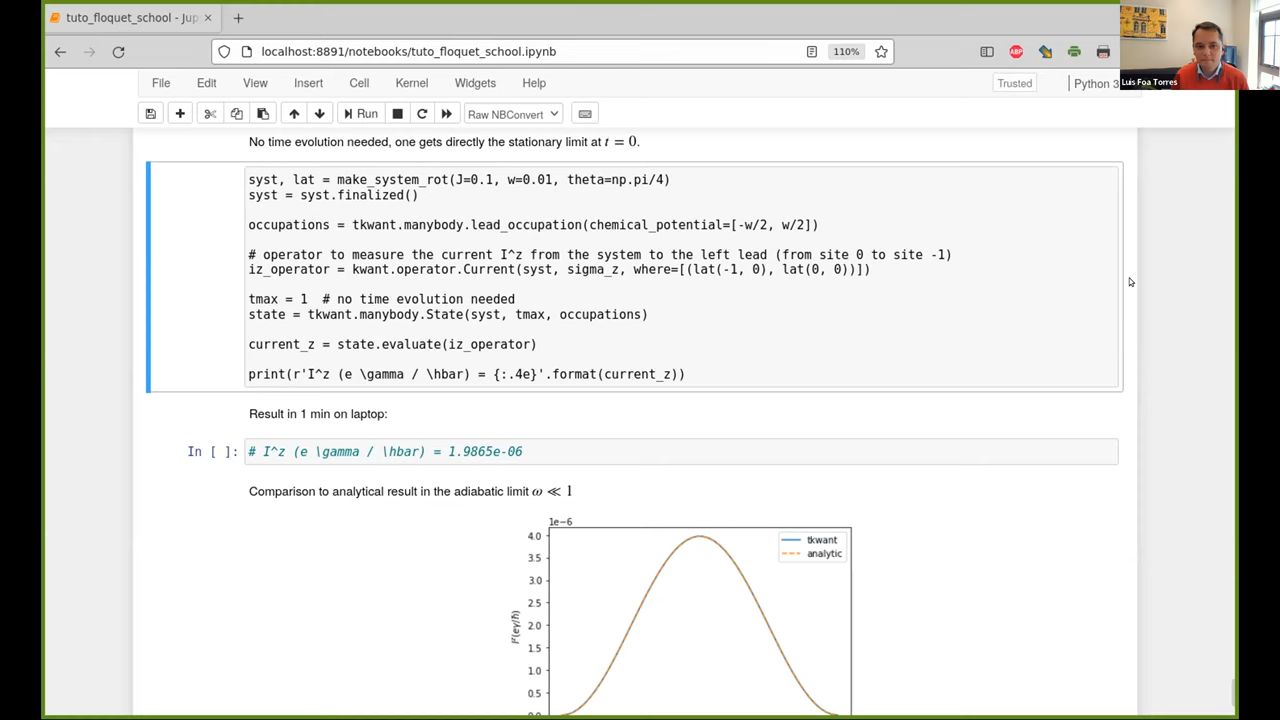 tuto_floquet_school - Jup
localhost:8891/notebooks/tuto_floquet_school.ipynb
110%
ABP
Luis Foa Torres
File Edit View Insert Cell Kernel Widgets Help
Trusted
Python 3
Run
Raw NBConvert
No time evolution needed, one gets directly the stationary limit at t = 0.
syst, lat = make_system_rot(J=0.1, w=0.01, theta=np.pi/4)
syst = syst.finalized()
occupations = tkwant.manybody.lead_occupation(chemical_potential=[-w/2, w/2])
# operator to measure the current I^z from the system to the left lead (from site 0 to site -1)
iz_operator = kwant.operator.Current(syst, sigma_z, where=[(lat(-1, 0), lat(0, 0))])
tmax = 1  # no time evolution needed
state = tkwant.manybody.State(syst, tmax, occupations)
current_z = state.evaluate(iz_operator)
print(r'I^z (e \gamma / \hbar) = {:.4e}'.format(current_z))
Result in 1 min on laptop:
In [ ]: # I^z (e \gamma / \hbar) = 1.9865e-06
Comparison to analytical result in the adiabatic limit ω ≪ 1
1e-6
4.0
3.5
3.0
2.5
2.0
1.5
1.0
0.5
0.0
I^z(eγ/ℏ)
tkwant
analytic